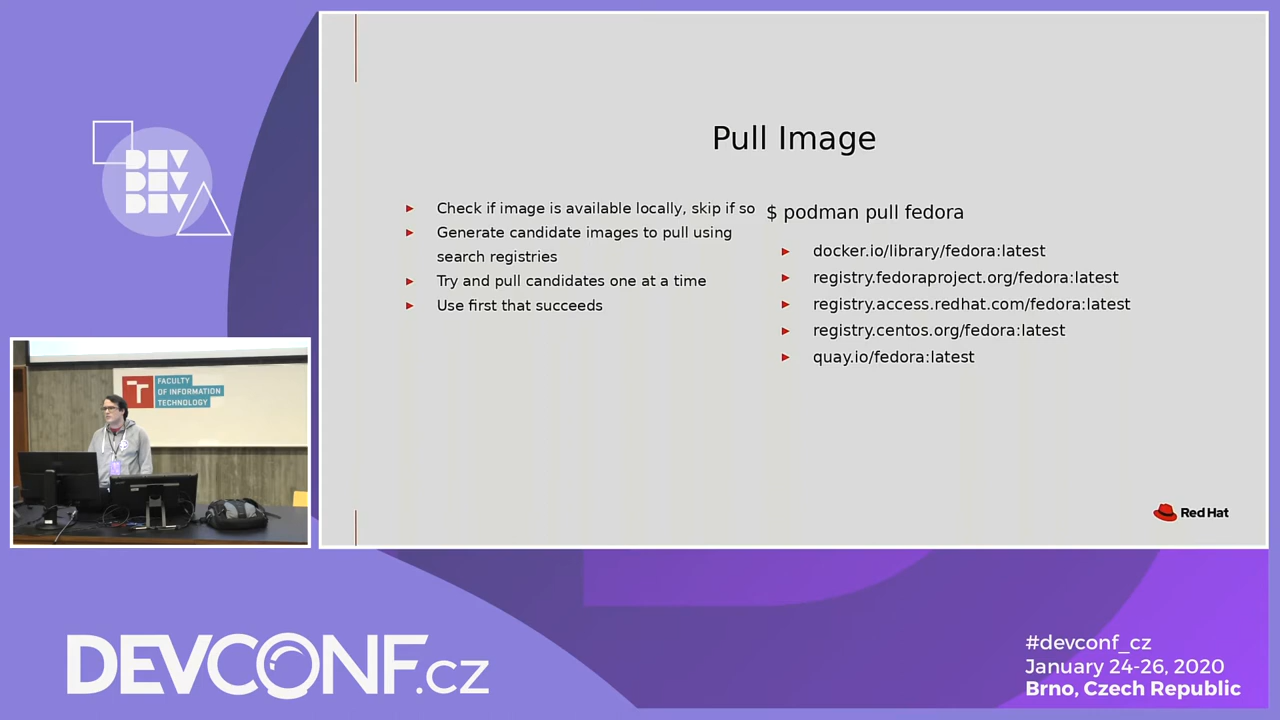 DEV
DEV
DEV
Pull Image
Check if image is available locally, skip if so
Generate candidate images to pull using
search registries
Try and pull candidates one at a time
Use first that succeeds
$ podman pull fedora
docker.io/library/fedora:latest
registry.fedoraproject.org/fedora:latest
registry.access.redhat.com/fedora:latest
registry.centos.org/fedora:latest
quay.io/fedora:latest
Red Hat
FACULTY
OF INFORMATION
TECHNOLOGY
DEVCONF.cz
#devconf_cz
January 24-26, 2020
Brno, Czech Republic